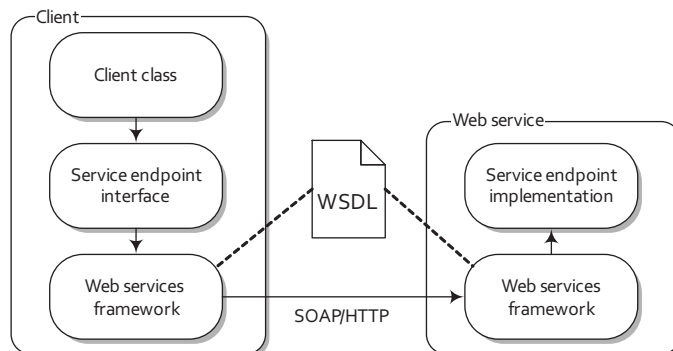 Client
Client class
Service endpoint
interface
Web services
framework
WSDL
SOAP/HTTP
Web service
Service endpoint
implementation
Web services
framework